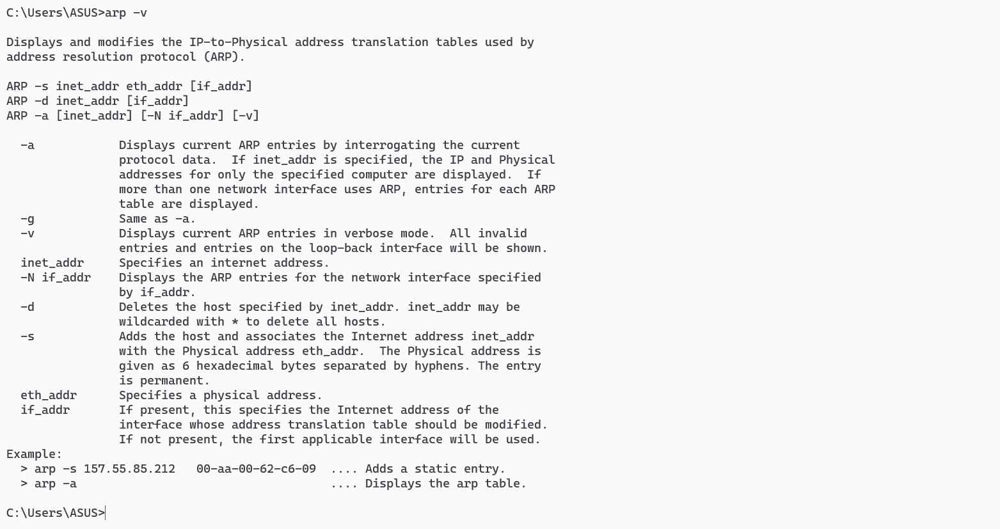 C:\Users\ASUS>arp -v

Displays and modifies the IP-to-Physical address translation tables used by
address resolution protocol (ARP).

ARP -s inet_addr eth_addr [if_addr]
ARP -d inet_addr [if_addr]
ARP -a [inet_addr] [-N if_addr] [-v]

  -a            Displays current ARP entries by interrogating the current
                protocol data.  If inet_addr is specified, the IP and Physical
                addresses for only the specified computer are displayed.  If
                more than one network interface uses ARP, entries for each ARP
                table are displayed.
  -g            Same as -a.
  -v            Displays current ARP entries in verbose mode.  All invalid
                entries and entries on the loop-back interface will be shown.
  inet_addr     Specifies an internet address.
  -N if_addr    Displays the ARP entries for the network interface specified
                by if_addr.
  -d            Deletes the host specified by inet_addr. inet_addr may be
                wildcarded with * to delete all hosts.
  -s            Adds the host and associates the Internet address inet_addr
                with the Physical address eth_addr.  The Physical address is
                given as 6 hexadecimal bytes separated by hyphens. The entry
                is permanent.
  eth_addr      Specifies a physical address.
  if_addr       If present, this specifies the Internet address of the
                interface whose address translation table should be modified.
                If not present, the first applicable interface will be used.
Example:
  > arp -s 157.55.85.212   00-aa-00-62-c6-09  .... Adds a static entry.
  > arp -a                                    .... Displays the arp table.

C:\Users\ASUS>